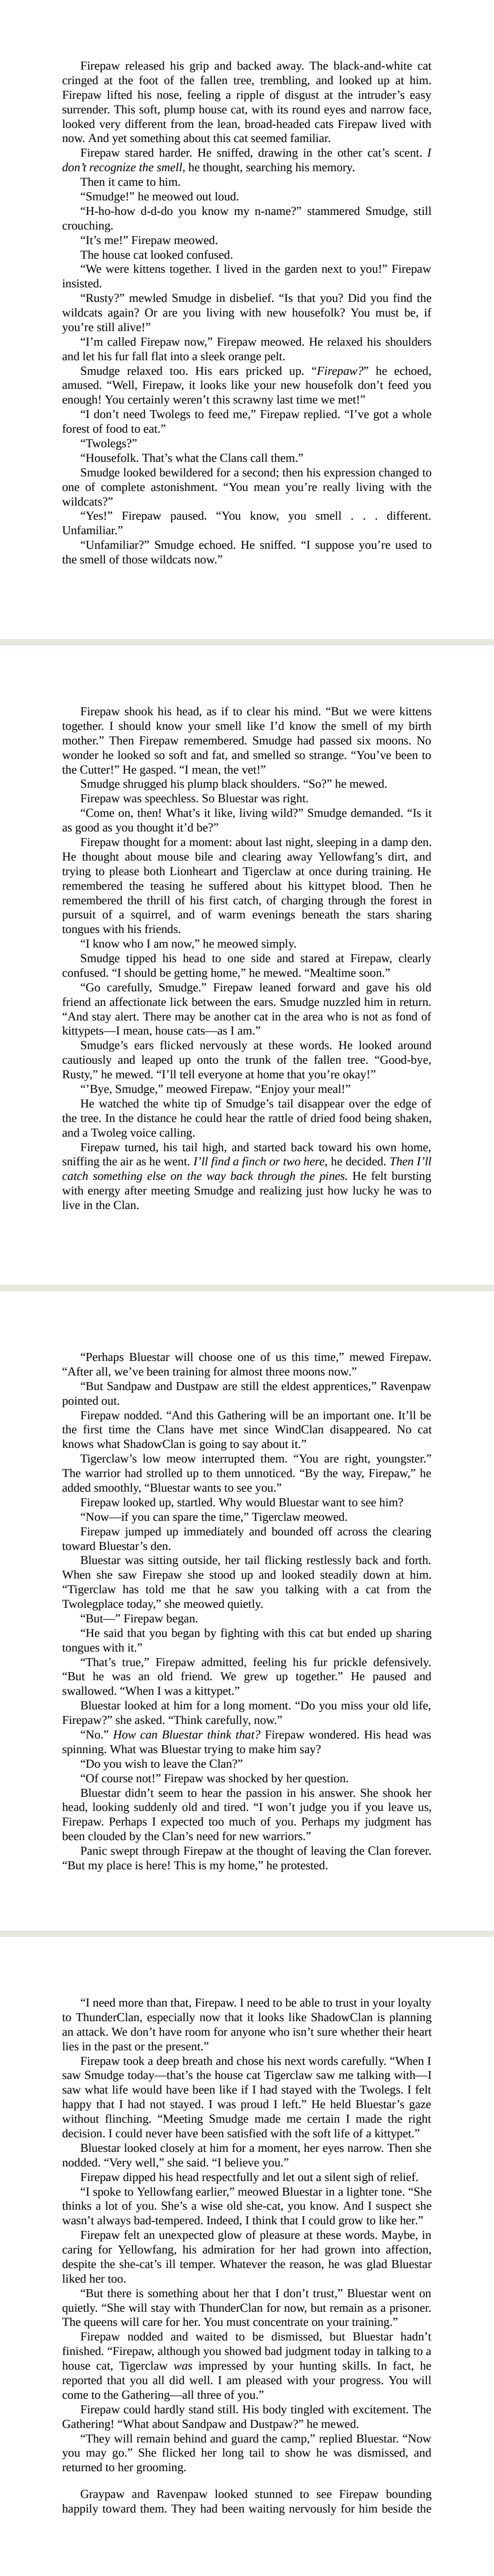 Firepaw released his grip and backed away. The black-and-white cat
cringed at the foot of the fallen tree, trembling, and looked up at him.
Firepaw lifted his nose, feeling a ripple of disgust at the intruder’s easy
surrender. This soft, plump house cat, with its round eyes and narrow face,
looked very different from the lean, broad-headed cats Firepaw lived with
now. And yet something about this cat seemed familiar.
Firepaw stared harder. He sniffed, drawing in the other cat’s scent. I
don’t recognize the smell, he thought, searching his memory.
Then it came to him.
“Smudge!” he meowed out loud.
“H-ho-how d-d-do you know my n-name?” stammered Smudge, still
crouching.
“It’s me!” Firepaw meowed.
The house cat looked confused.
“We were kittens together. I lived in the garden next to you!” Firepaw
insisted.
“Rusty?” mewled Smudge in disbelief. “Is that you? Did you find the
wildcats again? Or are you living with new housefolk? You must be, if
you’re still alive!”
“I’m called Firepaw now,” Firepaw meowed. He relaxed his shoulders
and let his fur fall flat into a sleek orange pelt.
Smudge relaxed too. His ears pricked up. “Firepaw?” he echoed,
amused. “Well, Firepaw, it looks like your new housefolk don’t feed you
enough! You certainly weren’t this scrawny last time we met!”
“I don’t need Twolegs to feed me,” Firepaw replied. “I’ve got a whole
forest of food to eat.”
“Twolegs?”
“Housefolk. That’s what the Clans call them.”
Smudge looked bewildered for a second; then his expression changed to
one of complete astonishment. “You mean you’re really living with the
wildcats?”
“Yes!” Firepaw paused. “You know, you smell . . . different.
Unfamiliar.”
“Unfamiliar?” Smudge echoed. He sniffed. “I suppose you’re used to
the smell of those wildcats now.”
Firepaw shook his head, as if to clear his mind. “But we were kittens
together. I should know your smell like I’d know the smell of my birth
mother.” Then Firepaw remembered. Smudge had passed six moons. No
wonder he looked so soft and fat, and smelled so strange. “You’ve been to
the Cutter!” He gasped. “I mean, the vet!”
Smudge shrugged his plump black shoulders. “So?” he mewed.
Firepaw was speechless. So Bluestar was right.
“Come on, then! What’s it like, living wild?” Smudge demanded. “Is it
as good as you thought it’d be?”
Firepaw thought for a moment: about last night, sleeping in a damp den.
He thought about mouse bile and clearing away Yellowfang’s dirt, and
trying to please both Lionheart and Tigerclaw at once during training. He
remembered the teasing he suffered about his kittypet blood. Then he
remembered the thrill of his first catch, of charging through the forest in
pursuit of a squirrel, and of warm evenings beneath the stars sharing
tongues with his friends.
“I know who I am now,” he meowed simply.
Smudge tipped his head to one side and stared at Firepaw, clearly
confused. “I should be getting home,” he mewed. “Mealtime soon.”
“Go carefully, Smudge.” Firepaw leaned forward and gave his old
friend an affectionate lick between the ears. Smudge nuzzled him in return.
“And stay alert. There may be another cat in the area who is not as fond of
kittypets—I mean, house cats—as I am.”
Smudge’s ears flicked nervously at these words. He looked around
cautiously and leaped up onto the trunk of the fallen tree. “Good-bye,
Rusty,” he mewed. “I’ll tell everyone at home that you’re okay!”
“’Bye, Smudge,” meowed Firepaw. “Enjoy your meal!”
He watched the white tip of Smudge’s tail disappear over the edge of
the tree. In the distance he could hear the rattle of dried food being shaken,
and a Twoleg voice calling.
Firepaw turned, his tail high, and started back toward his own home,
sniffing the air as he went. I’ll find a finch or two here, he decided. Then I’ll
catch something else on the way back through the pines. He felt bursting
with energy after meeting Smudge and realizing just how lucky he was to
live in the Clan.
“Perhaps Bluestar will choose one of us this time,” mewed Firepaw.
“After all, we’ve been training for almost three moons now.”
“But Sandpaw and Dustpaw are still the eldest apprentices,” Ravenpaw
pointed out.
Firepaw nodded. “And this Gathering will be an important one. It’ll be
the first time the Clans have met since WindClan disappeared. No cat
knows what ShadowClan is going to say about it.”
Tigerclaw’s low meow interrupted them. “You are right, youngster.”
The warrior had strolled up to them unnoticed. “By the way, Firepaw,” he
added smoothly, “Bluestar wants to see you.”
Firepaw looked up, startled. Why would Bluestar want to see him?
“Now—if you can spare the time,” Tigerclaw meowed.
Firepaw jumped up immediately and bounded off across the clearing
toward Bluestar’s den.
Bluestar was sitting outside, her tail flicking restlessly back and forth.
When she saw Firepaw she stood up and looked steadily down at him.
“Tigerclaw has told me that he saw you talking with a cat from the
Twolegplace today,” she meowed quietly.
“But—” Firepaw began.
“He said that you began by fighting with this cat but ended up sharing
tongues with it.”
“That’s true,” Firepaw admitted, feeling his fur prickle defensively.
“But he was an old friend. We grew up together.” He paused and
swallowed. “When I was a kittypet.”
Bluestar looked at him for a long moment. “Do you miss your old life,
Firepaw?” she asked. “Think carefully, now.”
“No.” How can Bluestar think that? Firepaw wondered. His head was
spinning. What was Bluestar trying to make him say?
“Do you wish to leave the Clan?”
“Of course not!” Firepaw was shocked by her question.
Bluestar didn’t seem to hear the passion in his answer. She shook her
head, looking suddenly old and tired. “I won’t judge you if you leave us,
Firepaw. Perhaps I expected too much of you. Perhaps my judgment has
been clouded by the Clan’s need for new warriors.”
Panic swept through Firepaw at the thought of leaving the Clan forever.
“But my place is here! This is my home,” he protested.
“I need more than that, Firepaw. I need to be able to trust in your loyalty
to ThunderClan, especially now that it looks like ShadowClan is planning
an attack. We don’t have room for anyone who isn’t sure whether their heart
lies in the past or the present.”
Firepaw took a deep breath and chose his next words carefully. “When I
saw Smudge today—that’s the house cat Tigerclaw saw me talking with—I
saw what life would have been like if I had stayed with the Twolegs. I felt
happy that I had not stayed. I was proud I left.” He held Bluestar’s gaze
without flinching. “Meeting Smudge made me certain I made the right
decision. I could never have been satisfied with the soft life of a kittypet.”
Bluestar looked closely at him for a moment, her eyes narrow. Then she
nodded. “Very well,” she said. “I believe you.”
Firepaw dipped his head respectfully and let out a silent sigh of relief.
“I spoke to Yellowfang earlier,” meowed Bluestar in a lighter tone. “She
thinks a lot of you. She’s a wise old she-cat, you know. And I suspect she
wasn’t always bad-tempered. Indeed, I think that I could grow to like her.”
Firepaw felt an unexpected glow of pleasure at these words. Maybe, in
caring for Yellowfang, his admiration for her had grown into affection,
despite the she-cat’s ill temper. Whatever the reason, he was glad Bluestar
liked her too.
“But there is something about her that I don’t trust,” Bluestar went on
quietly. “She will stay with ThunderClan for now, but remain as a prisoner.
The queens will care for her. You must concentrate on your training.”
Firepaw nodded and waited to be dismissed, but Bluestar hadn’t
finished. “Firepaw, although you showed bad judgment today in talking to a
house cat, Tigerclaw was impressed by your hunting skills. In fact, he
reported that you all did well. I am pleased with your progress. You will
come to the Gathering—all three of you.”
Firepaw could hardly stand still. His body tingled with excitement. The
Gathering! “What about Sandpaw and Dustpaw?” he mewed.
“They will remain behind and guard the camp,” replied Bluestar. “Now
you may go.” She flicked her long tail to show he was dismissed, and
returned to her grooming.
Graypaw and Ravenpaw looked stunned to see Firepaw bounding
happily toward them. They had been waiting nervously for him beside the